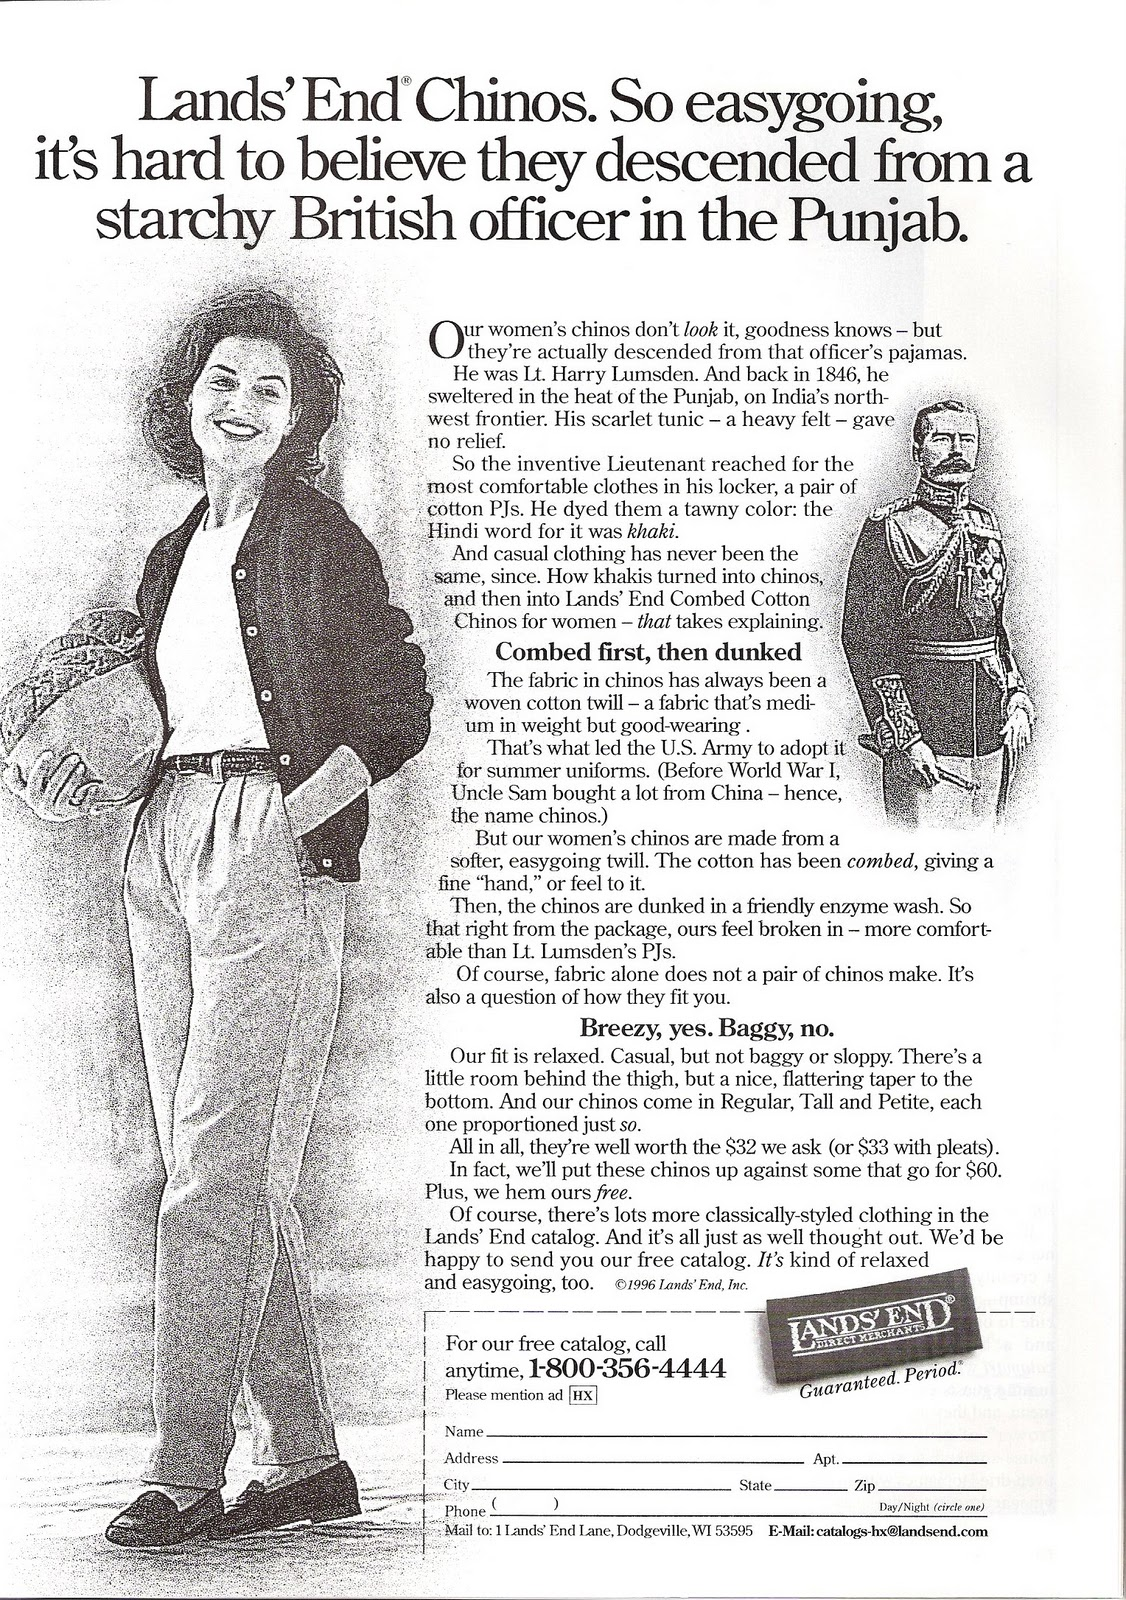 Lands' End® Chinos. So easygoing,
it's hard to believe they descended from a
starchy British officer in the Punjab.
Our women's chinos don't look it, goodness knows – but
they're actually descended from that officer's pajamas.
He was Lt. Harry Lumsden. And back in 1846, he
sweltered in the heat of the Punjab, on India's north-
west frontier. His scarlet tunic – a heavy felt – gave
no relief.
So the inventive Lieutenant reached for the
most comfortable clothes in his locker, a pair of
cotton PJs. He dyed them a tawny color: the
Hindi word for it was khaki.
And casual clothing has never been the
same, since. How khakis turned into chinos,
and then into Lands' End Combed Cotton
Chinos for women – that takes explaining.
Combed first, then dunked
The fabric in chinos has always been a
woven cotton twill – a fabric that's medi-
um in weight but good-wearing .
That's what led the U.S. Army to adopt it
for summer uniforms. (Before World War I,
Uncle Sam bought a lot from China – hence,
the name chinos.)
But our women's chinos are made from a
softer, easygoing twill. The cotton has been combed, giving a
fine "hand," or feel to it.
Then, the chinos are dunked in a friendly enzyme wash. So
that right from the package, ours feel broken in – more comfort-
able than Lt. Lumsden's PJs.
Of course, fabric alone does not a pair of chinos make. It's
also a question of how they fit you.
Breezy, yes. Baggy, no.
Our fit is relaxed. Casual, but not baggy or sloppy. There's a
little room behind the thigh, but a nice, flattering taper to the
bottom. And our chinos come in Regular, Tall and Petite, each
one proportioned just so.
All in all, they're well worth the $32 we ask (or $33 with pleats).
In fact, we'll put these chinos up against some that go for $60.
Plus, we hem ours free.
Of course, there's lots more classically-styled clothing in the
Lands' End catalog. And it's all just as well thought out. We'd be
happy to send you our free catalog. It's kind of relaxed
and easygoing, too. ©1996 Lands' End, Inc.
LANDS' END®
DIRECT MERCHANTS
Guaranteed. Period.®
For our free catalog, call
anytime, 1-800-356-4444
Please mention ad HX
Name
Address Apt.
City State Zip
Phone ( ) Day/Night (circle one)
Mail to: 1 Lands' End Lane, Dodgeville, WI 53595 E-Mail: catalogs-hx@landsend.com